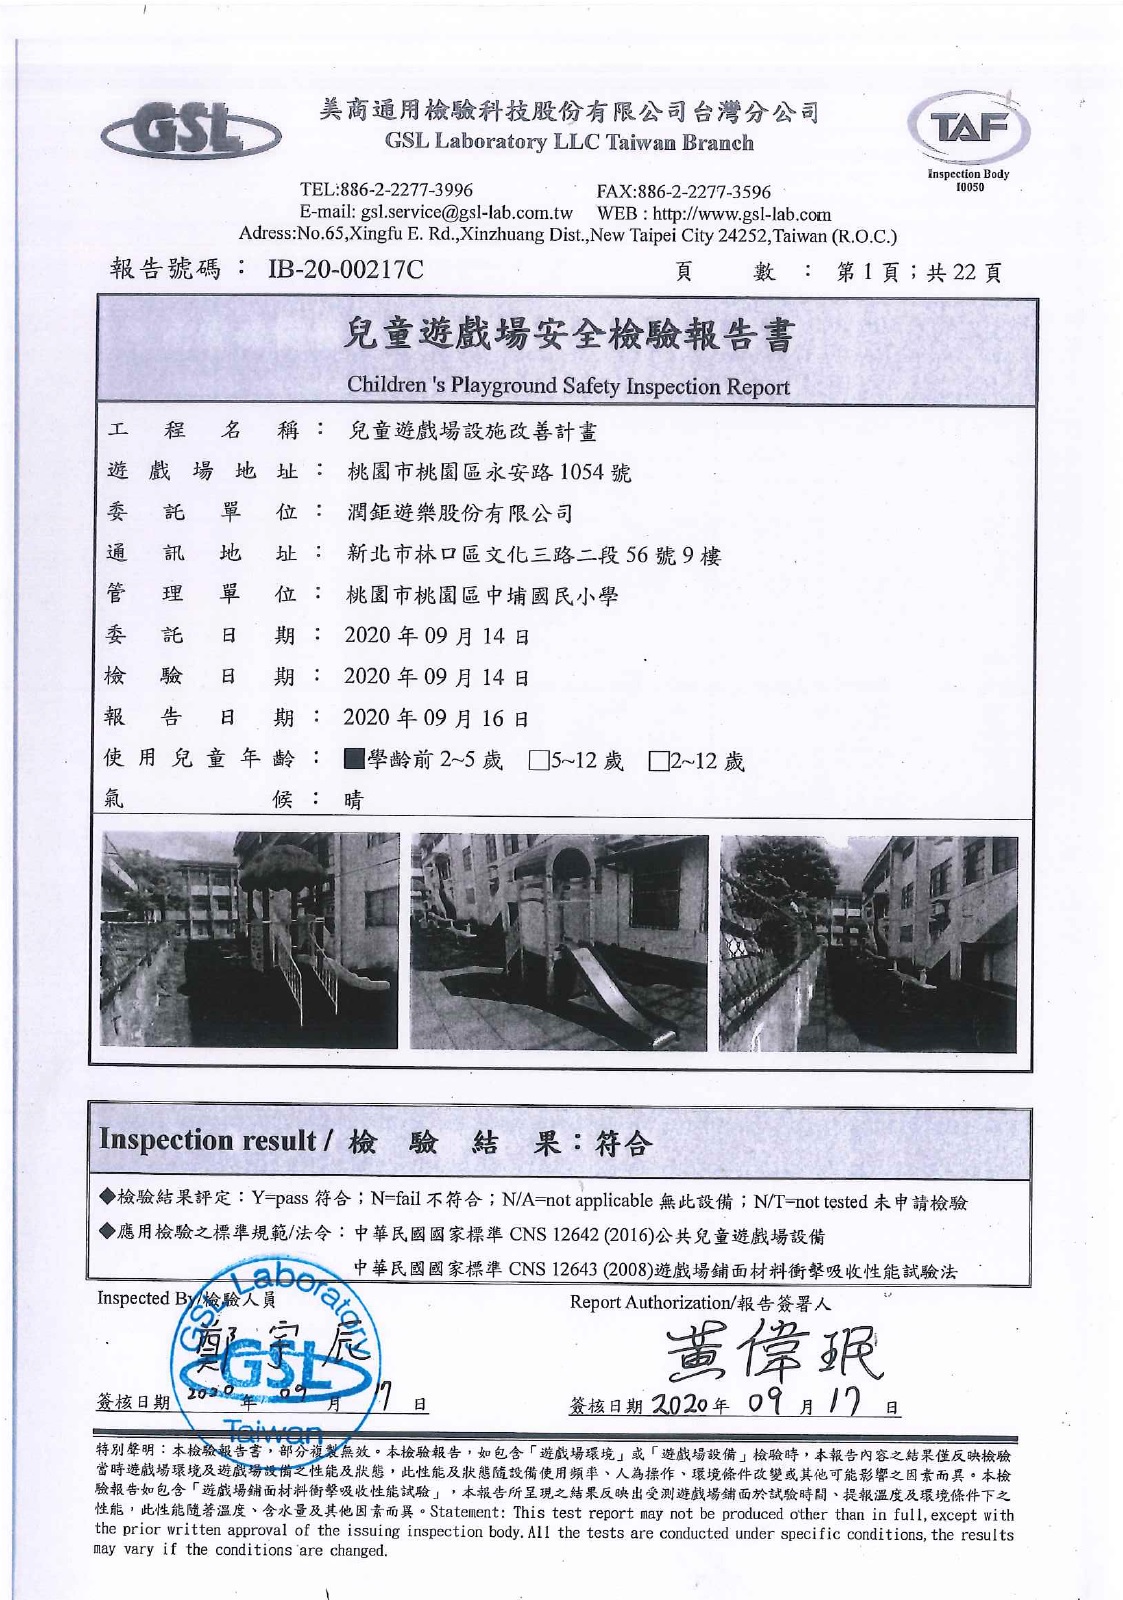 GSL
美商通用檢驗科技股份有限公司台灣分公司
GSL Laboratory LLC Taiwan Branch
TAF
Inspection Body
I0050
TEL:886-2-2277-3996 FAX:886-2-2277-3596
E-mail: gsl.service@gsl-lab.com.tw WEB : http://www.gsl-lab.com
Adress:No.65,Xingfu E. Rd.,Xinzhuang Dist.,New Taipei City 24252,Taiwan (R.O.C.)
報告號碼： IB-20-00217C 頁 數 ： 第 1 頁；共 22 頁
兒童遊戲場安全檢驗報告書
Children 's Playground Safety Inspection Report
工程名稱： 兒童遊戲場設施改善計畫
遊戲場地址： 桃園市桃園區永安路 1054 號
委託單位： 潤鉅遊樂股份有限公司
通訊地址： 新北市林口區文化三路二段 56 號 9 樓
管理單位： 桃園市桃園區中埔國民小學
委託日期： 2020 年 09 月 14 日
檢驗日期： 2020 年 09 月 14 日
報告日期： 2020 年 09 月 16 日
使用兒童年齡： ■學齡前 2~5 歲 □5~12 歲 □2~12 歲
氣候： 晴
Inspection result / 檢 驗 結 果：符合
◆檢驗結果評定：Y=pass 符合；N=fail 不符合；N/A=not applicable 無此設備；N/T=not tested 未申請檢驗
◆應用檢驗之標準規範/法令：中華民國國家標準 CNS 12642 (2016)公共兒童遊戲場設備
中華民國國家標準 CNS 12643 (2008)遊戲場鋪面材料衝擊吸收性能試驗法
Inspected By/檢驗人員 Report Authorization/報告簽署人
GSL Laboratory
GSL
Taiwan
鄭宇辰 黃偉珉
簽核日期 2020 年 09 月 17 日 簽核日期 2020 年 09 月 17 日
特別聲明：本檢驗報告書，部分複製無效。本檢驗報告，如包含「遊戲場環境」或「遊戲場設備」檢驗時，本報告內容之結果僅反映檢驗
當時遊戲場環境及遊戲場設備之性能及狀態，此性能及狀態隨設備使用頻率、人為操作、環境條件改變或其他可能影響之因素而異。本檢
驗報告如包含「遊戲場鋪面材料衝擊吸收性能試驗」，本報告所呈現之結果反映出受測遊戲場鋪面於試驗時間、提報溫度及環境條件下之
性能，此性能隨著溫度、含水量及其他因素而異。Statement: This test report may not be produced other than in full, except with
the prior written approval of the issuing inspection body. All the tests are conducted under specific conditions, the results
may vary if the conditions are changed.